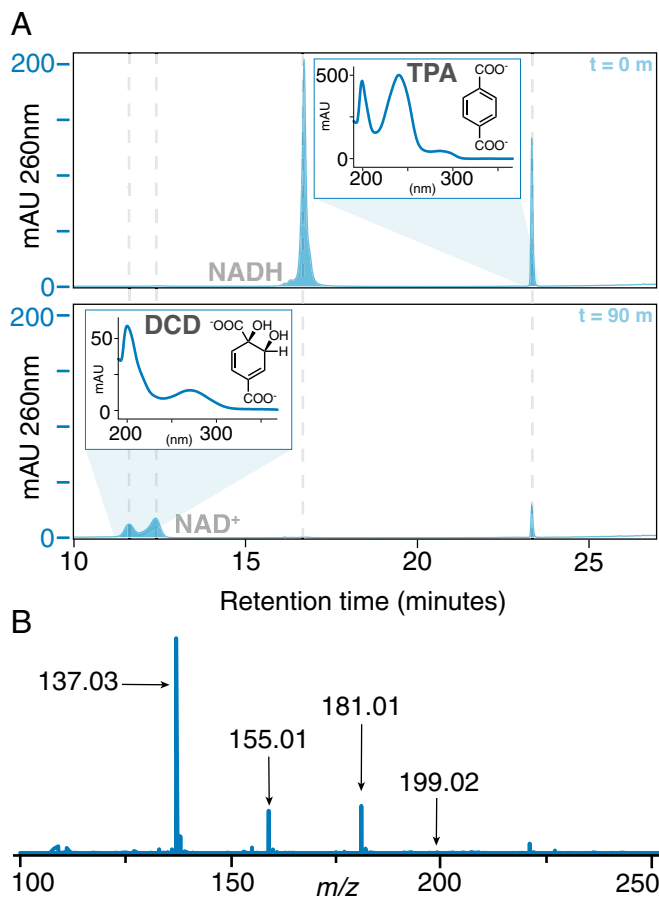 A
200
0
mAU 260nm
t = 0 m
NADH
TPA
500
0
mAU
200
300
(nm)
COO⁻
COO⁻
200
0
mAU 260nm
t = 90 m
DCD
50
0
mAU
200
300
(nm)
⁻OOC
OH
OH
H
COO⁻
NAD⁺
10
15
20
25
Retention time (minutes)
B
137.03
155.01
181.01
199.02
100
150
200
250
m/z